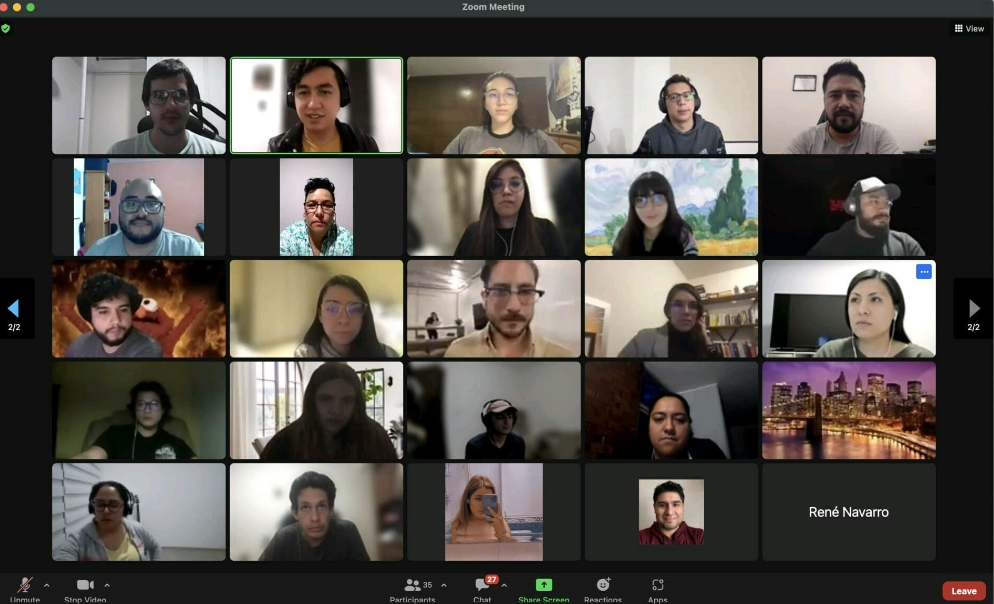 Zoom Meeting
View
2/2
2/2
René Navarro
Unmute
Stop Video
35
Participants
27
Chat
Share Screen
Reactions
Apps
Leave